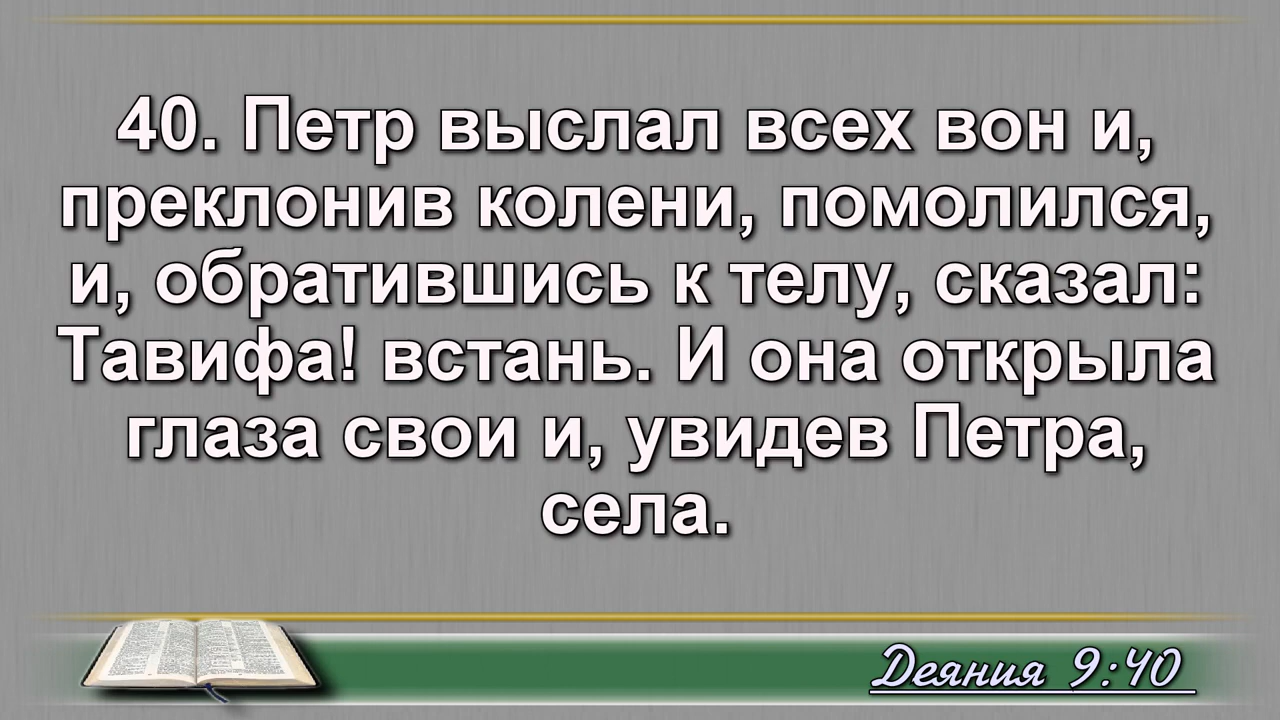 40. Петр выслал всех вон и,
преклонив колени, помолился,
и, обратившись к телу, сказал:
Тавифа! встань. И она открыла
глаза свои и, увидев Петра,
села.
Деяния 9:40